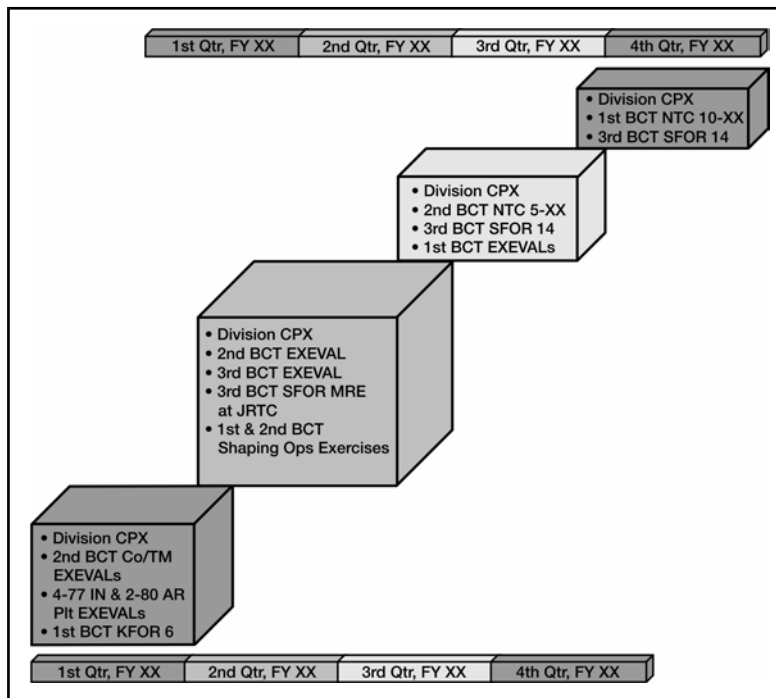 1st Qtr, FY XX 2nd Qtr, FY XX 3rd Qtr, FY XX 4th Qtr, FY XX
• Division CPX
• 1st BCT NTC 10-XX
• 3rd BCT SFOR 14
• Division CPX
• 2nd BCT NTC 5-XX
• 3rd BCT SFOR 14
• 1st BCT EXEVALs
• Division CPX
• 2nd BCT EXEVAL
• 3rd BCT EXEVAL
• 3rd BCT SFOR MRE
at JRTC
• 1st & 2nd BCT
Shaping Ops Exercises
• Division CPX
• 2nd BCT Co/TM
EXEVALs
• 4-77 IN & 2-80 AR
Plt EXEVALs
• 1st BCT KFOR 6
1st Qtr, FY XX 2nd Qtr, FY XX 3rd Qtr, FY XX 4th Qtr, FY XX